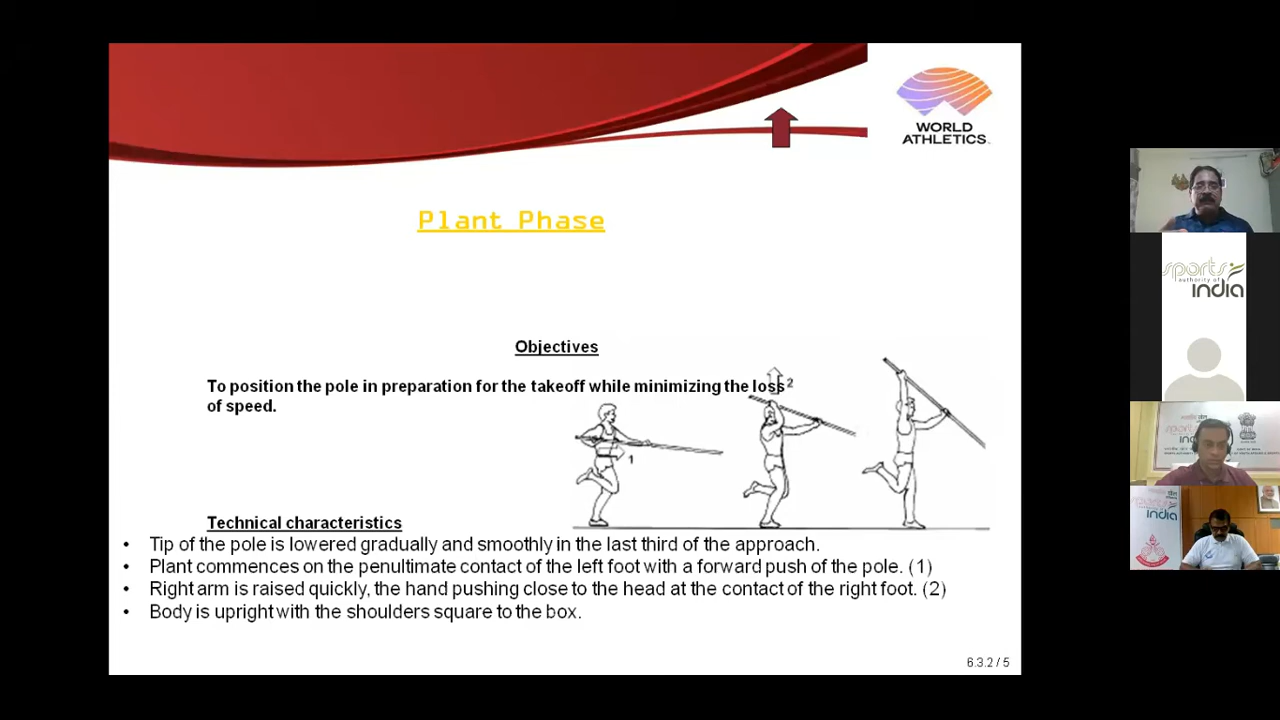 WORLD
ATHLETICS
Plant Phase
Objectives
To position the pole in preparation for the takeoff while minimizing the loss
of speed.
2
1
Technical characteristics
• Tip of the pole is lowered gradually and smoothly in the last third of the approach.
• Plant commences on the penultimate contact of the left foot with a forward push of the pole. (1)
• Right arm is raised quickly, the hand pushing close to the head at the contact of the right foot. (2)
• Body is upright with the shoulders square to the box.
6.3.2 / 5
sports
authority of
india
india